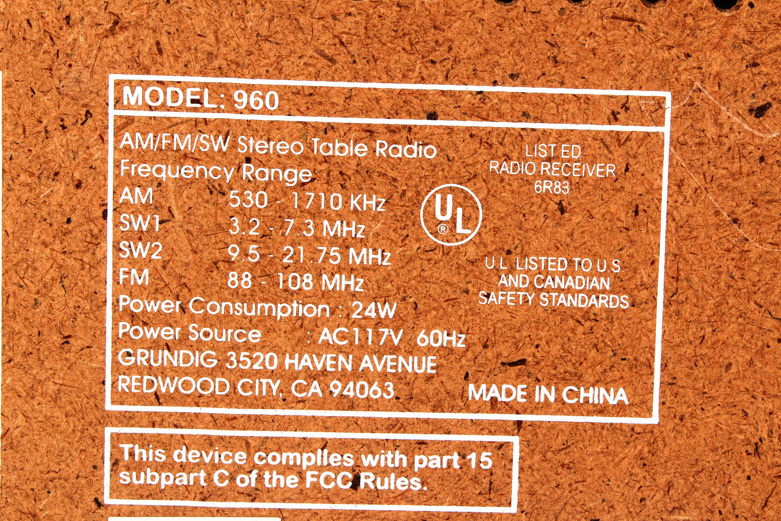 MODEL: 960
AM/FM/SW Stereo Table Radio
Frequency Range
AM 530 - 1710 KHz
SW1 3.2 - 7.3 MHz
SW2 9.5 - 21.75 MHz
FM 88 - 108 MHz
Power Consumption : 24W
Power Source : AC117V 60Hz
GRUNDIG 3520 HAVEN AVENUE
REDWOOD CITY, CA 94063
UL ®
LIST ED
RADIO RECEIVER
6R83
U L LISTED TO U S
AND CANADIAN
SAFETY STANDARDS
MADE IN CHINA
This device complies with part 15
subpart C of the FCC Rules.